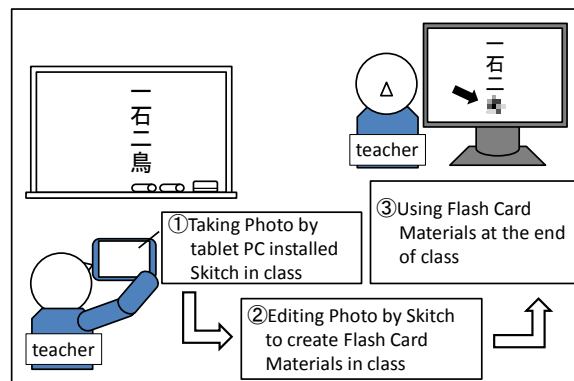 一石二鳥
一石二
teacher
①Taking Photo by
tablet PC installed
Skitch in class
③Using Flash Card
Materials at the end
of class
teacher
②Editing Photo by Skitch
to create Flash Card
Materials in class